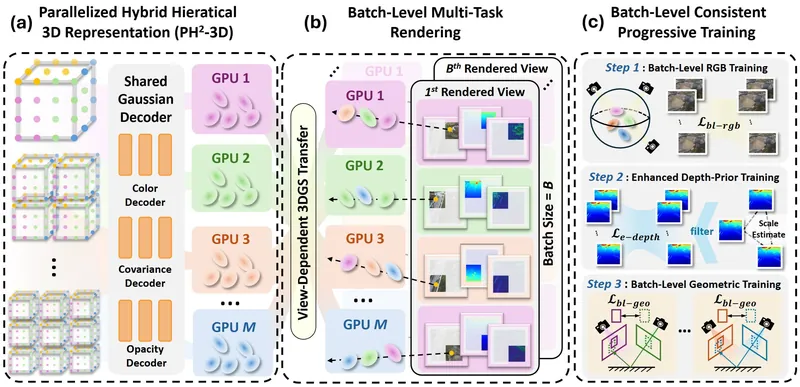 (a) Parallelized Hybrid Hieratical
3D Representation (PH²-3D)
Shared
Gaussian
Decoder
Color
Decoder
Covariance
Decoder
Opacity
Decoder
GPU 1
GPU 2
GPU 3
GPU M
(b) Batch-Level Multi-Task
Rendering
View-Dependent 3DGS Transfer
GPU 1
Bth Rendered View
1st Rendered View
GPU 1
GPU 2
GPU 3
GPU M
Batch Size = B
(c) Batch-Level Consistent
Progressive Training
Step 1 : Batch-Level RGB Training
ℒbl-rgb
Step 2 : Enhanced Depth-Prior Training
ℒe-depth
filter
Scale
Estimate
Step 3 : Batch-Level Geometric Training
ℒbl-geo
ℒbl-geo